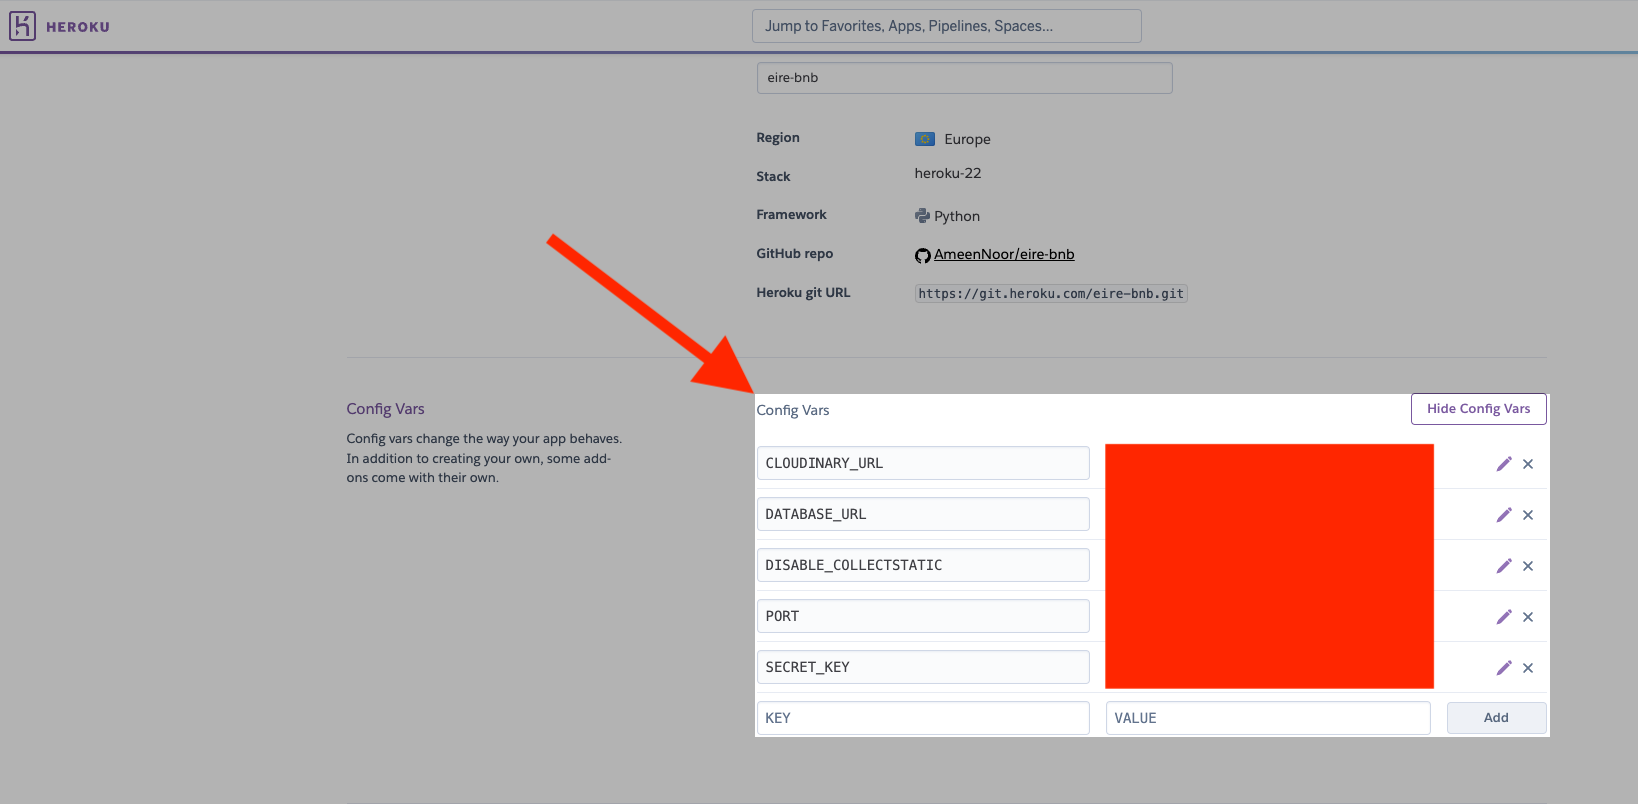 HEROKU
Jump to Favorites, Apps, Pipelines, Spaces...
eire-bnb
Region
Europe
Stack
heroku-22
Framework
Python
GitHub repo
AmeenNoor/eire-bnb
Heroku git URL
https://git.heroku.com/eire-bnb.git
Config Vars
Config vars change the way your app behaves.
In addition to creating your own, some add-
ons come with their own.
Config Vars
Hide Config Vars
CLOUDINARY_URL
DATABASE_URL
DISABLE_COLLECTSTATIC
PORT
SECRET_KEY
KEY
VALUE
Add